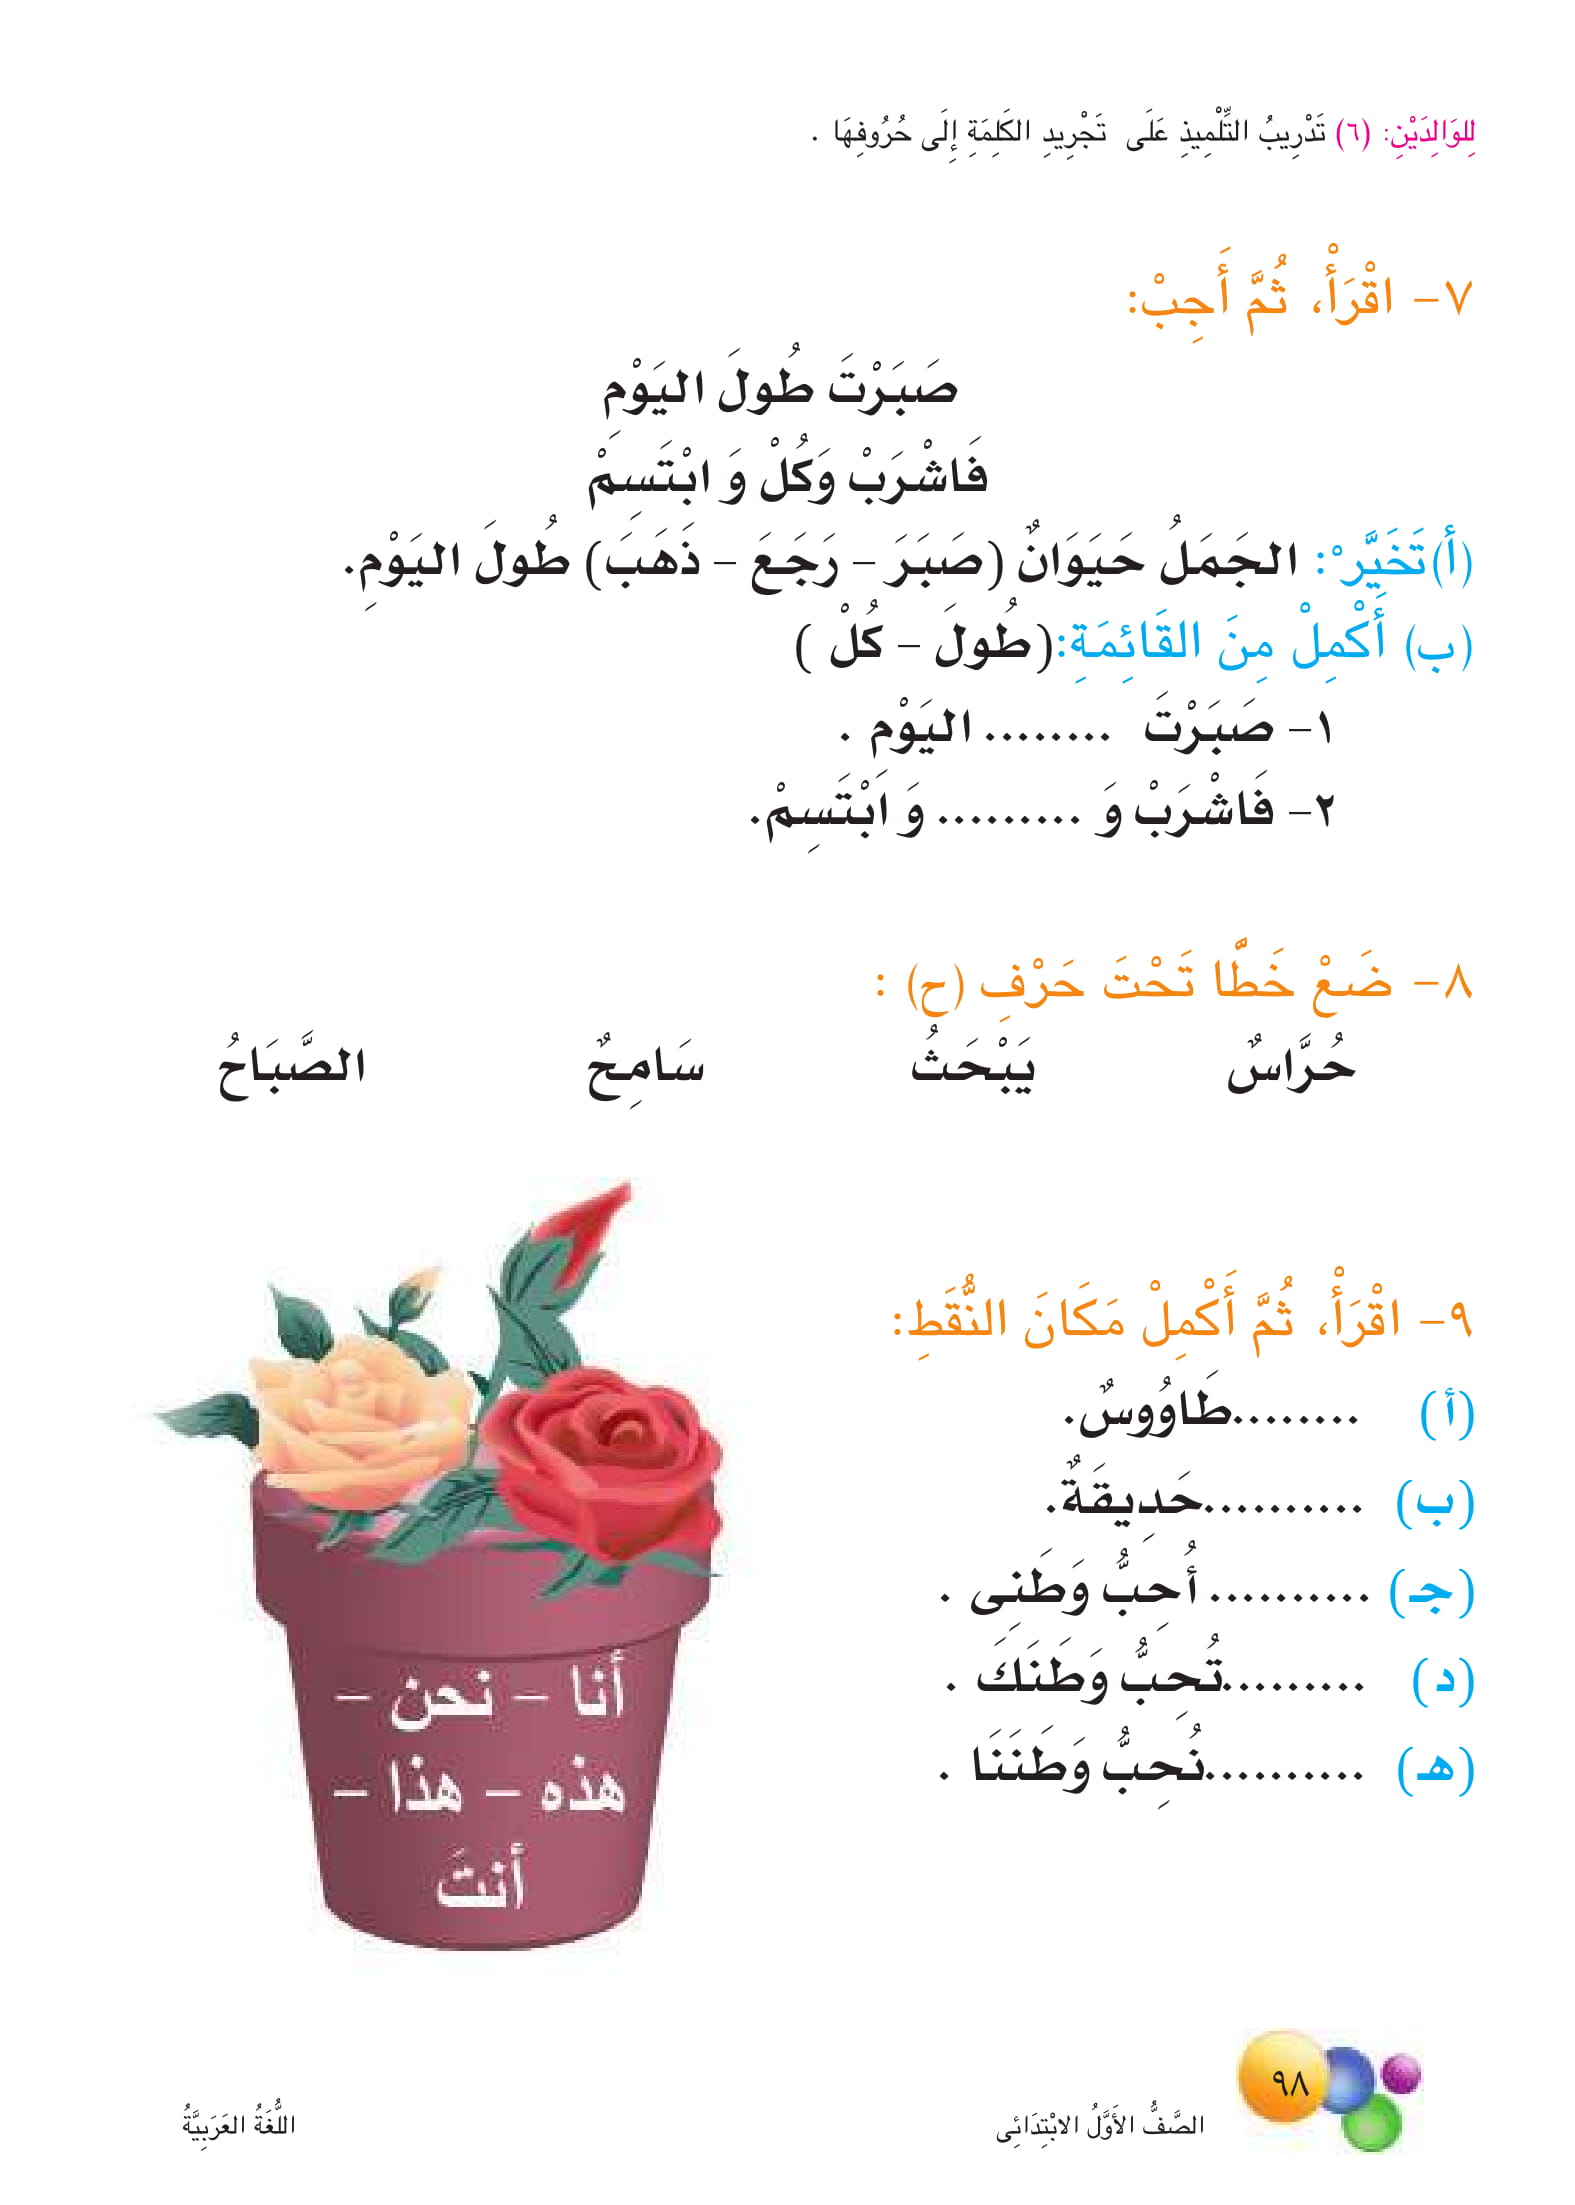 لِلوَالِدَيْنِ: (٦) تَدْرِيبُ التِّلْمِيذِ عَلَى تَجْرِيدِ الكَلِمَةِ إِلَى حُرُوفِهَا .
٧- اقْرَأْ، ثُمَّ أَجِبْ:
صَبَرْتَ طُولَ اليَوْمِ
فَاشْرَبْ وَكُلْ وَ ابْتَسِمْ
(أ) تَخَيَّرْ: الجَمَلُ حَيَوَانٌ (صَبَرَ – رَجَعَ – ذَهَبَ) طُولَ اليَوْمِ.
(ب) أَكْمِلْ مِنَ القَائِمَةِ:(طُولَ – كُلْ )
١- صَبَرْتَ ........ اليَوْم .
٢- فَاشْرَبْ وَ ......... وَ ابْتَسِمْ.
٨- ضَعْ خَطًّا تَحْتَ حَرْفِ (ح) :
حُرَّاسٌ يَبْحَثُ سَامِحٌ الصَّبَاحُ
٩- اقْرَأْ، ثُمَّ أَكْمِلْ مَكَانَ النُّقَطِ:
(أ) ........طَاوُوسٌ.
(ب) ..........حَدِيقَةٌ.
(جـ) .......... أُحِبُّ وَطَنِى .
(د) .........تُحِبُّ وَطَنَكَ .
(هـ) ..........نُحِبُّ وَطَنَنَا .
أنا – نحن –
هذه – هذا –
أنتَ
٩٨
الصَّفُّ الأَوَّلُ الابْتِدَائِى
اللُّغَةُ العَرَبِيَّةُ